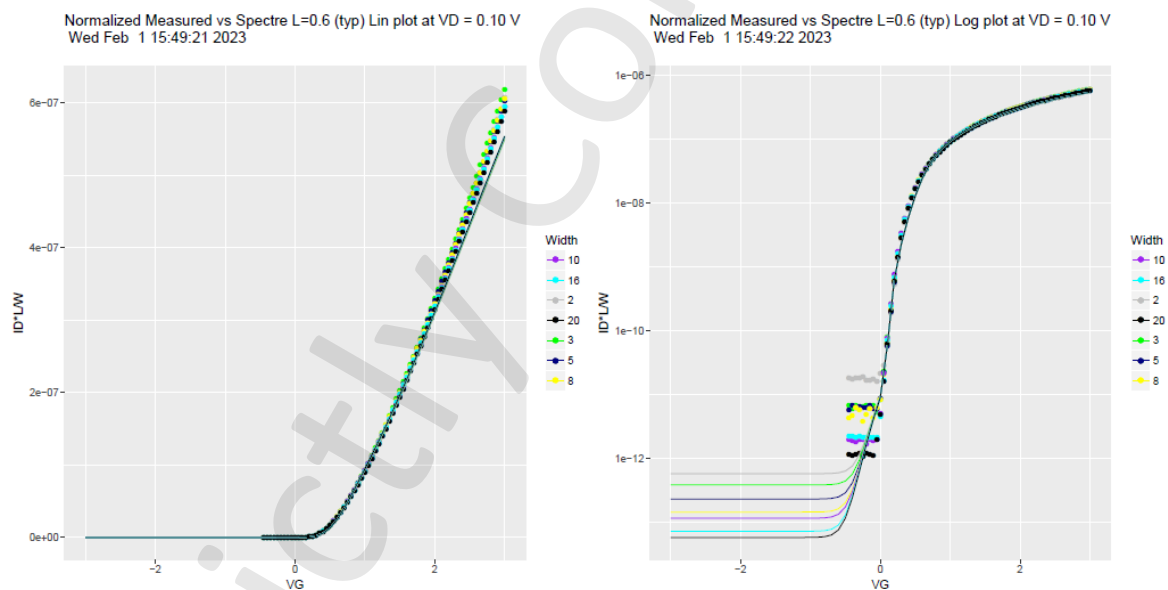 Normalized Measured vs Spectre L=0.6 (typ) Lin plot at VD = 0.10 V
Wed Feb 1 15:49:21 2023
6e-07
4e-07
2e-07
0e+00
ID*L/W
-2
0
2
VG
Width
10
16
2
20
3
5
8
Normalized Measured vs Spectre L=0.6 (typ) Log plot at VD = 0.10 V
Wed Feb 1 15:49:22 2023
1e-06
1e-08
1e-10
1e-12
ID*L/W
-2
0
2
VG
Width
10
16
2
20
3
5
8
ictly Co